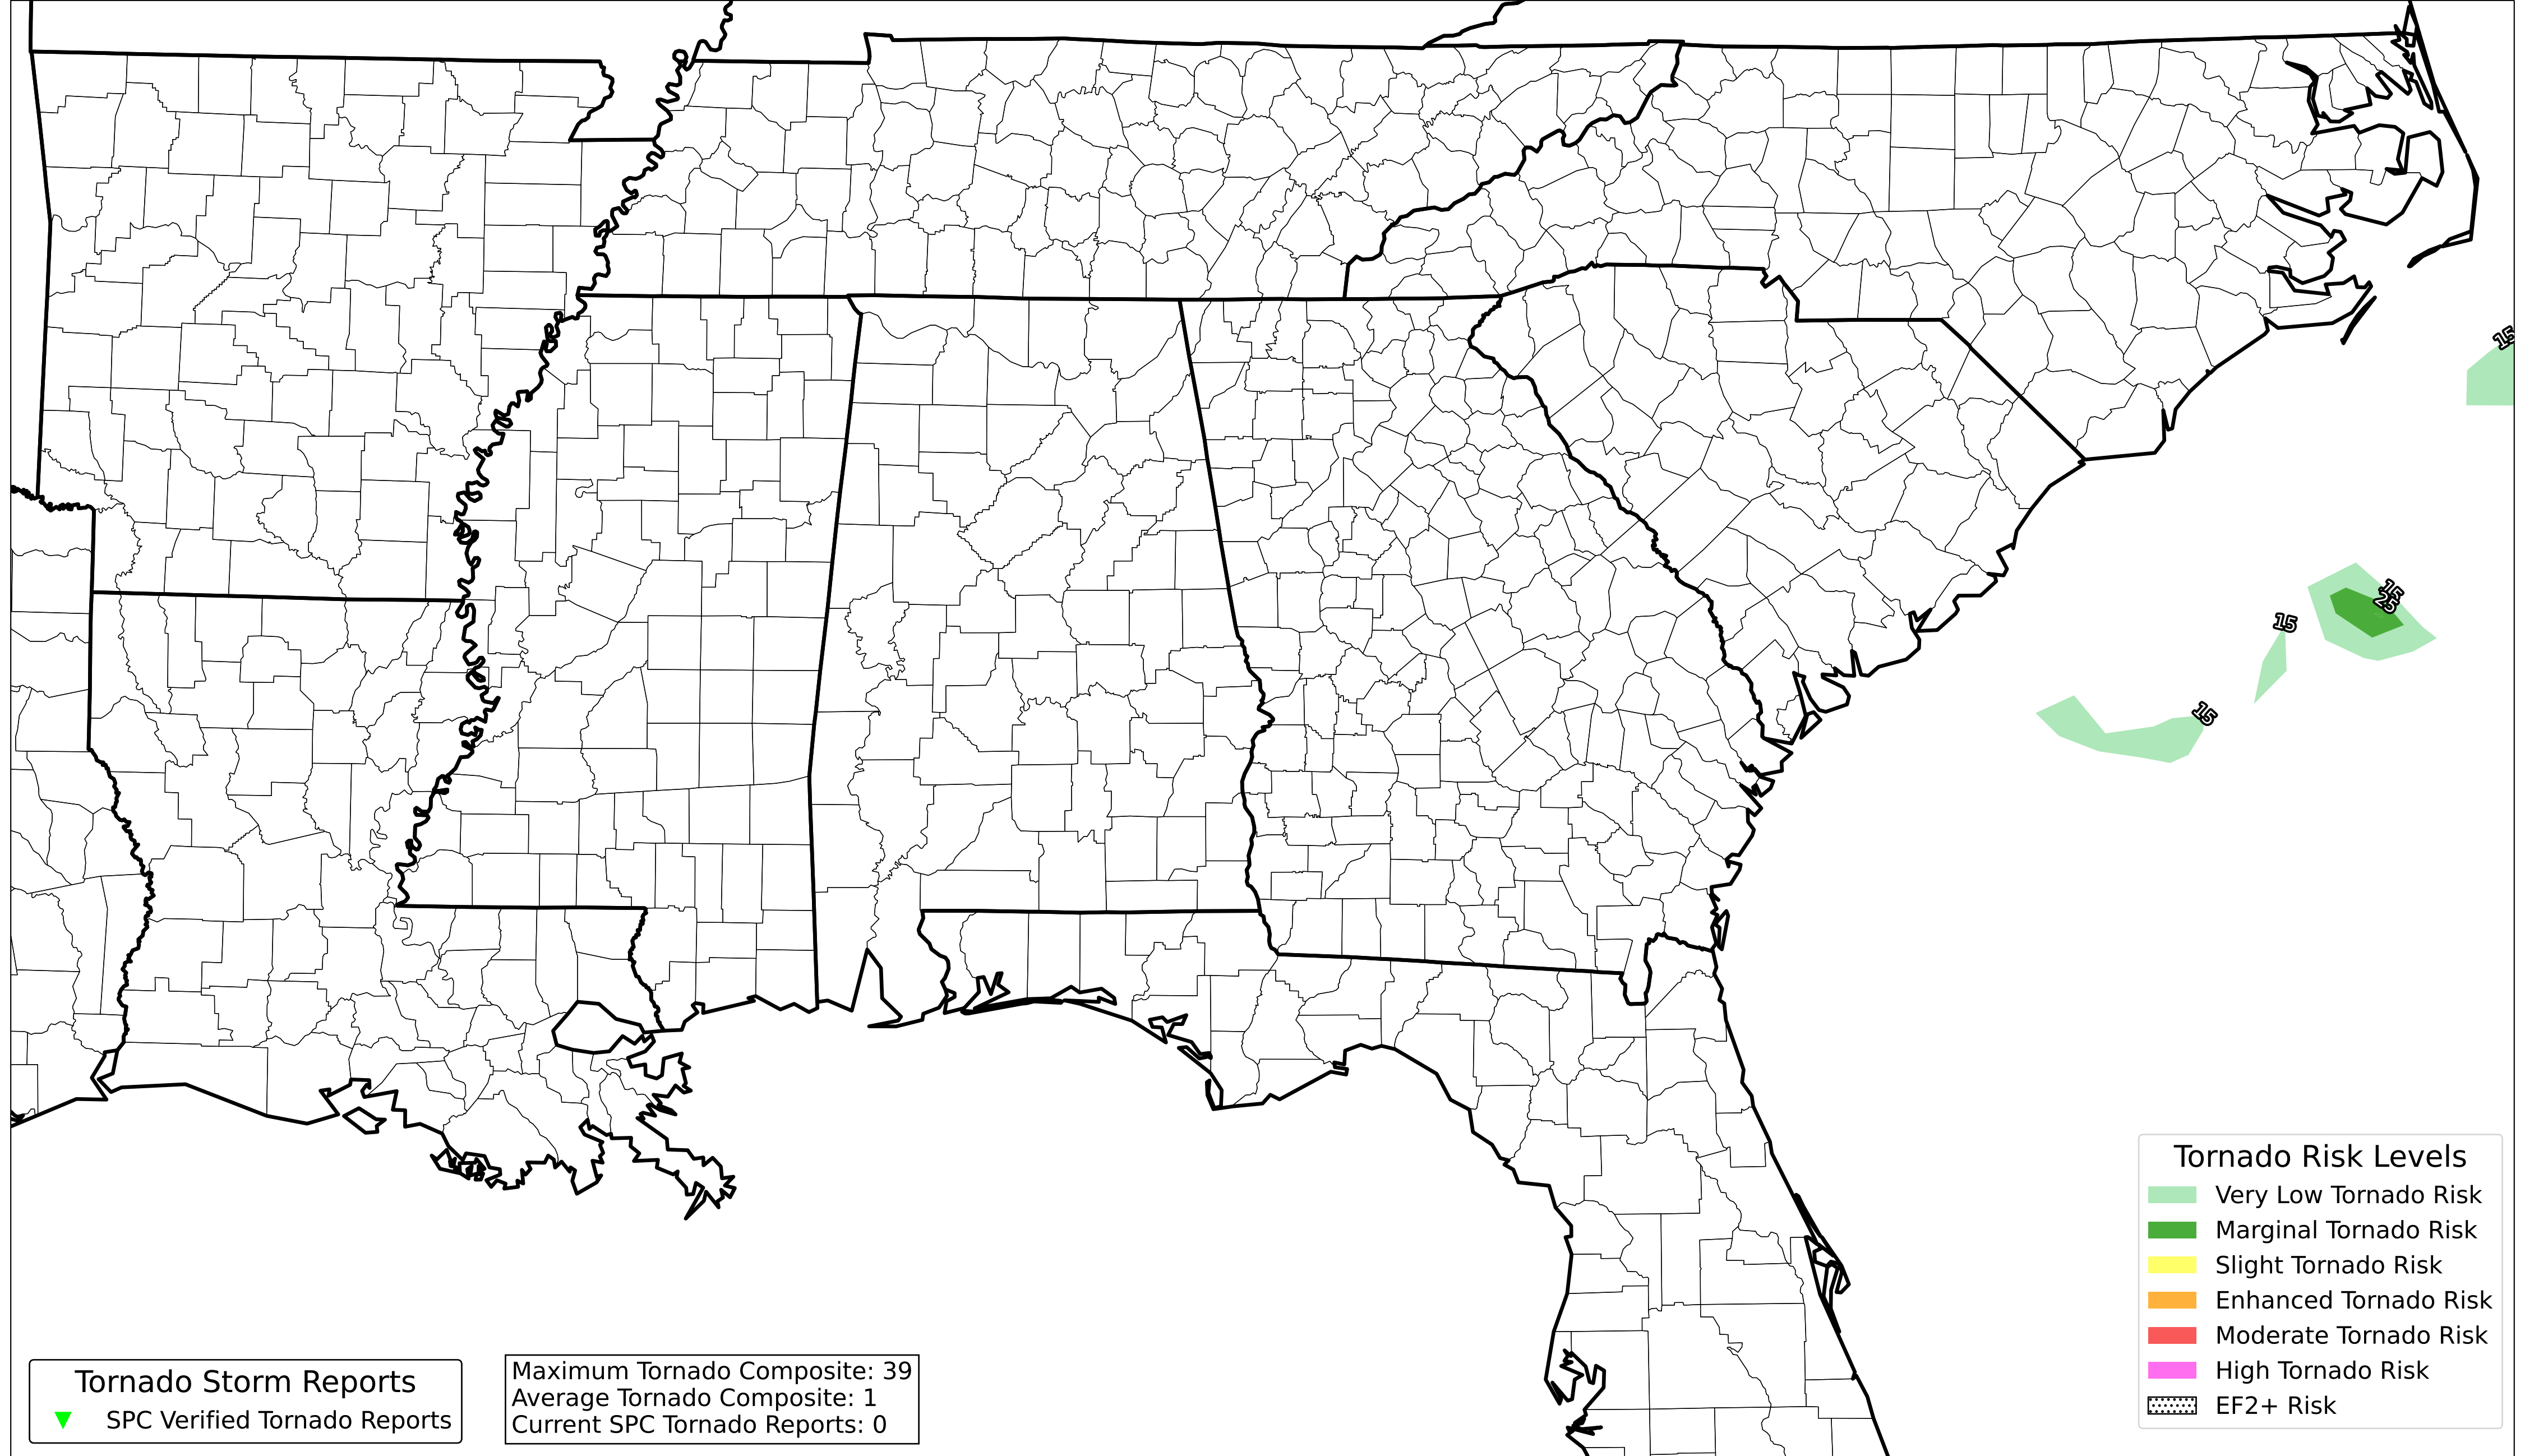 15
15
25
15
15
Tornado Risk Levels
Very Low Tornado Risk
Marginal Tornado Risk
Slight Tornado Risk
Enhanced Tornado Risk
Moderate Tornado Risk
High Tornado Risk
EF2+ Risk
Tornado Storm Reports
SPC Verified Tornado Reports
Maximum Tornado Composite: 39
Average Tornado Composite: 1
Current SPC Tornado Reports: 0